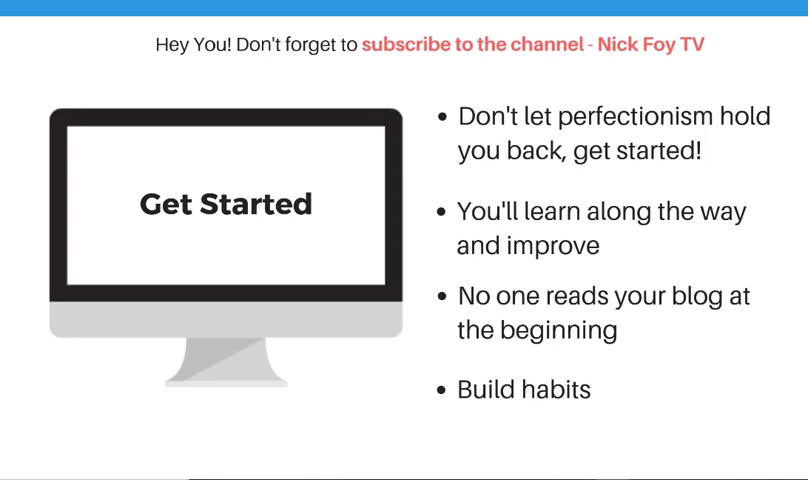 Hey You! Don't forget to subscribe to the channel - Nick Foy TV
Get Started
• Don't let perfectionism hold
you back, get started!
• You'll learn along the way
and improve
• No one reads your blog at
the beginning
• Build habits